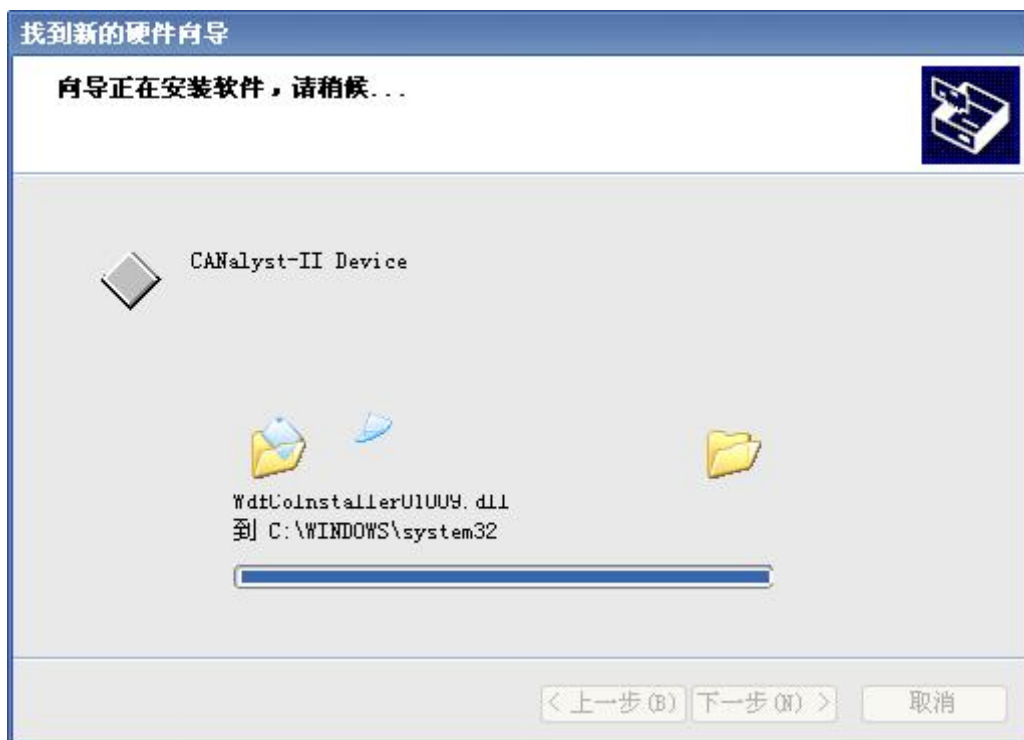 找到新的硬件向导
向导正在安装软件，请稍候...
CANalyst-II Device
WdfCoInstaller01009.dll
到 C:\WINDOWS\system32
< 上一步(B) 下一步(N) > 取消